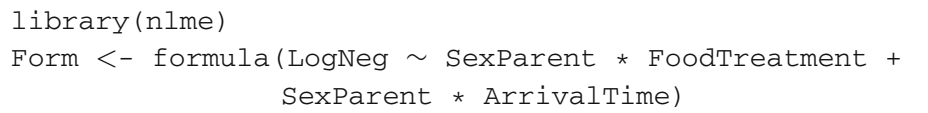 library(nlme)
Form <- formula(LogNeg ∼ SexParent * FoodTreatment +
SexParent * ArrivalTime)